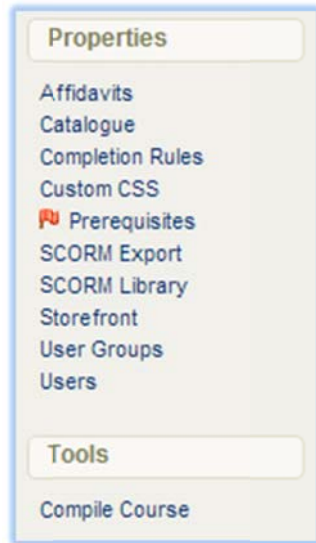 Properties
Affidavits
Catalogue
Completion Rules
Custom CSS
Prerequisites
SCORM Export
SCORM Library
Storefront
User Groups
Users
Tools
Compile Course